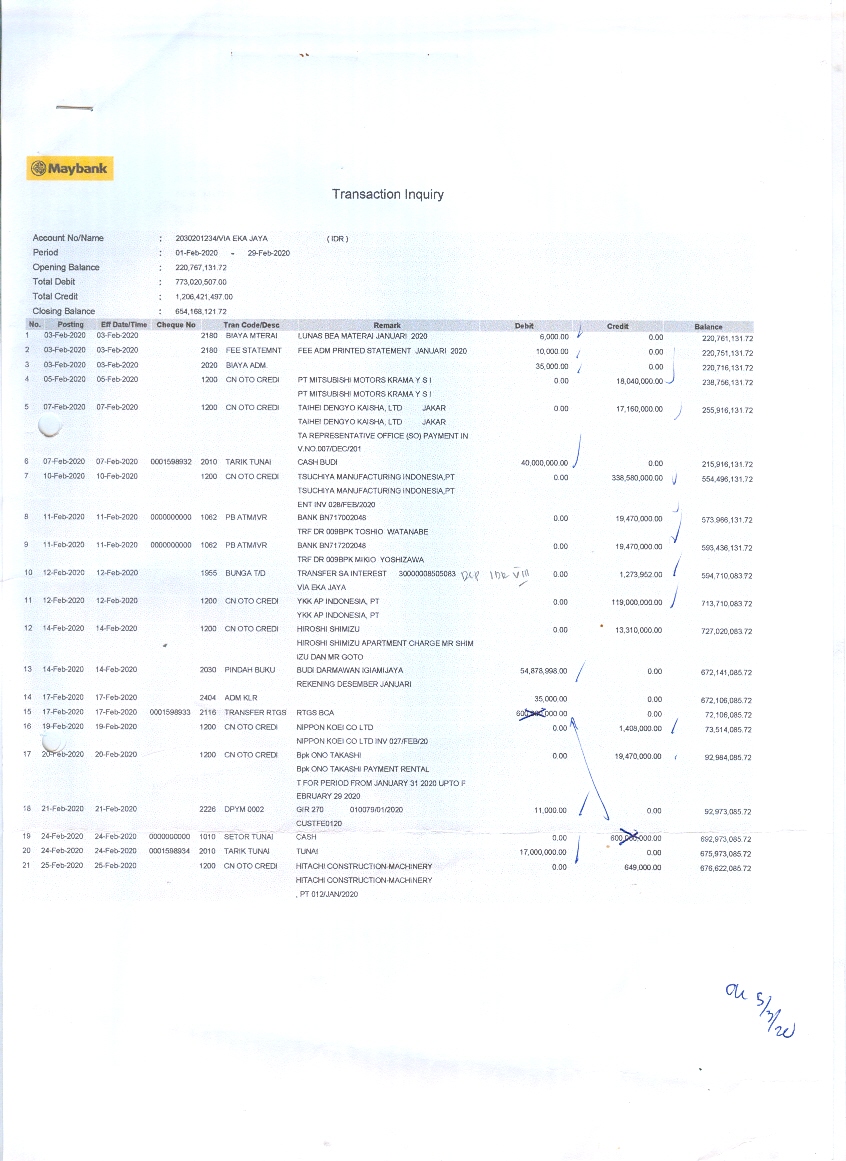 Maybank
Transaction Inquiry
Account No/Name : 2030201234/VIA EKA JAYA ( IDR )
Period : 01-Feb-2020 - 29-Feb-2020
Opening Balance : 220,767,131.72
Total Debit : 773,020,507.00
Total Credit : 1,206,421,497.00
Closing Balance : 654,168,121.72
No. Posting Eff Date/Time Cheque No Tran Code/Desc Remark Debit Credit Balance
1 03-Feb-2020 03-Feb-2020 2180 BIAYA MTERAI LUNAS BEA MATERAI JANUARI 2020 6,000.00 0.00 220,761,131.72
2 03-Feb-2020 03-Feb-2020 2180 FEE STATEMNT FEE ADM PRINTED STATEMENT JANUARI 2020 10,000.00 0.00 220,751,131.72
3 03-Feb-2020 03-Feb-2020 2020 BIAYA ADM. 35,000.00 0.00 220,716,131.72
4 05-Feb-2020 05-Feb-2020 1200 CN OTO CREDI PT MITSUBISHI MOTORS KRAMA Y S I 0.00 18,040,000.00 238,756,131.72
PT MITSUBISHI MOTORS KRAMA Y S I
5 07-Feb-2020 07-Feb-2020 1200 CN OTO CREDI TAIHEI DENGYO KAISHA, LTD JAKAR 0.00 17,160,000.00 255,916,131.72
TAIHEI DENGYO KAISHA, LTD JAKAR
TA REPRESENTATIVE OFFICE (SO) PAYMENT IN
V.NO.007/DEC/201
6 07-Feb-2020 07-Feb-2020 0001598932 2010 TARIK TUNAI CASH BUDI 40,000,000.00 0.00 215,916,131.72
7 10-Feb-2020 10-Feb-2020 1200 CN OTO CREDI TSUCHIYA MANUFACTURING INDONESIA,PT 0.00 338,580,000.00 554,496,131.72
TSUCHIYA MANUFACTURING INDONESIA,PT
ENT INV 028/FEB/2020
8 11-Feb-2020 11-Feb-2020 0000000000 1062 PB ATM/IVR BANK BN717002048 0.00 19,470,000.00 573,966,131.72
TRF DR 009BPK TOSHIO WATANABE
9 11-Feb-2020 11-Feb-2020 0000000000 1062 PB ATM/IVR BANK BN717202048 0.00 19,470,000.00 593,436,131.72
TRF DR 009BPK MIKIO YOSHIZAWA
10 12-Feb-2020 12-Feb-2020 1955 BUNGA T/D TRANSFER SA INTEREST 30000008505083 DEP IDR VIII 0.00 1,273,952.00 594,710,083.72
VIA EKA JAYA
11 12-Feb-2020 12-Feb-2020 1200 CN OTO CREDI YKK AP INDONESIA, PT 0.00 119,000,000.00 713,710,083.72
YKK AP INDONESIA, PT
12 14-Feb-2020 14-Feb-2020 1200 CN OTO CREDI HIROSHI SHIMIZU 0.00 13,310,000.00 727,020,083.72
HIROSHI SHIMIZU APARTMENT CHARGE MR SHIM
IZU DAN MR GOTO
13 14-Feb-2020 14-Feb-2020 2030 PINDAH BUKU BUDI DARMAWAN IGIAMIJAYA 54,878,998.00 0.00 672,141,085.72
REKENING DESEMBER JANUARI
14 17-Feb-2020 17-Feb-2020 2404 ADM KLR 35,000.00 0.00 672,106,085.72
15 17-Feb-2020 17-Feb-2020 0001598933 2116 TRANSFER RTGS RTGS BCA 600,000,000.00 0.00 72,106,085.72
16 19-Feb-2020 19-Feb-2020 1200 CN OTO CREDI NIPPON KOEI CO LTD 0.00 1,408,000.00 73,514,085.72
NIPPON KOEI CO LTD INV 027/FEB/20
17 20-Feb-2020 20-Feb-2020 1200 CN OTO CREDI Bpk ONO TAKASHI 0.00 19,470,000.00 92,984,085.72
Bpk ONO TAKASHI PAYMENT RENTAL
T FOR PERIOD FROM JANUARY 31 2020 UPTO F
EBRUARY 29 2020
18 21-Feb-2020 21-Feb-2020 2226 DPYM 0002 GIR 270 010079/01/2020 11,000.00 0.00 92,973,085.72
CUSTFE0120
19 24-Feb-2020 24-Feb-2020 0000000000 1010 SETOR TUNAI CASH 0.00 600,000,000.00 692,973,085.72
20 24-Feb-2020 24-Feb-2020 0001598934 2010 TARIK TUNAI TUNAI 17,000,000.00 0.00 675,973,085.72
21 25-Feb-2020 25-Feb-2020 1200 CN OTO CREDI HITACHI CONSTRUCTION-MACHINERY 0.00 649,000.00 676,622,085.72
HITACHI CONSTRUCTION-MACHINERY
, PT 012/JAN/2020
5/3/20